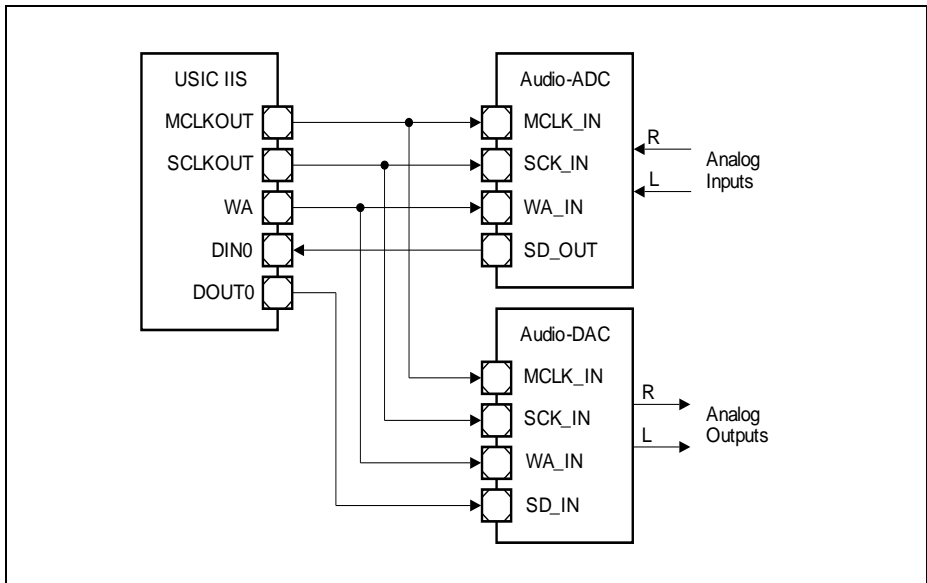 USIC IIS
MCLKOUT
SCLKOUT
WA
DIN0
DOUT0
Audio-ADC
MCLK_IN
SCK_IN
WA_IN
SD_OUT
R
L
Analog
Inputs
Audio-DAC
MCLK_IN
SCK_IN
WA_IN
SD_IN
R
L
Analog
Outputs